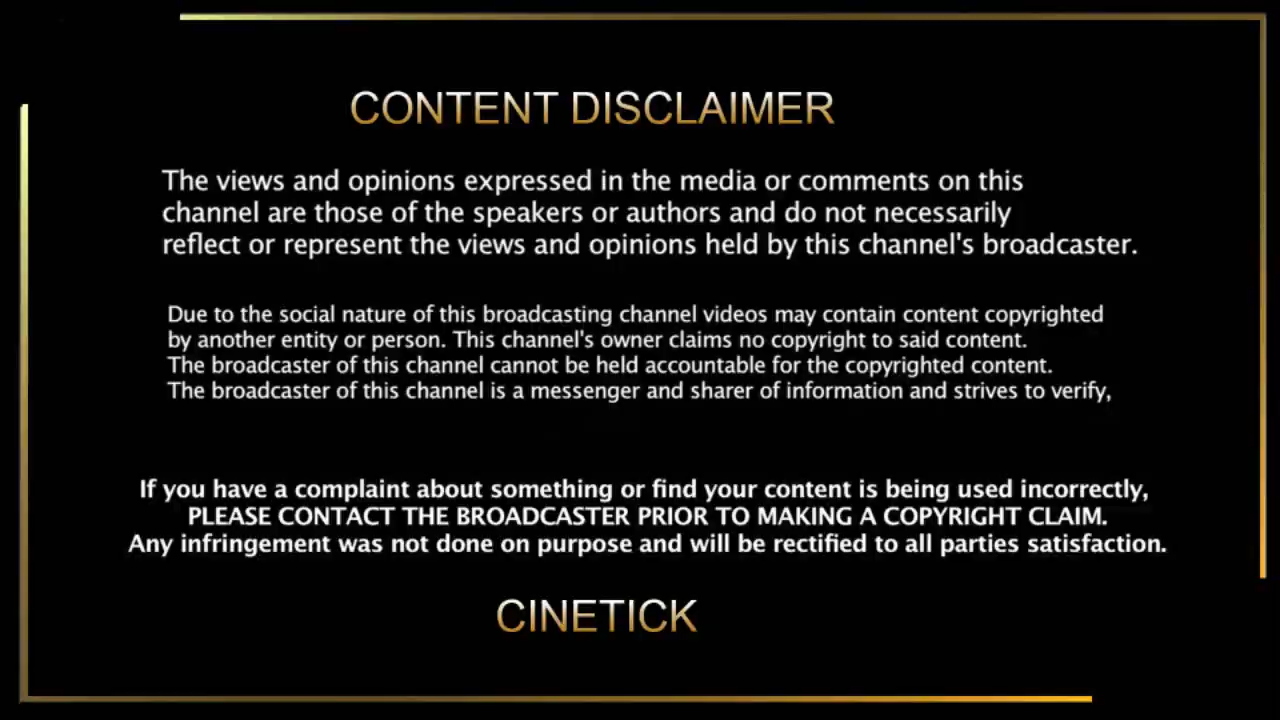 CONTENT DISCLAIMER
The views and opinions expressed in the media or comments on this
channel are those of the speakers or authors and do not necessarily
reflect or represent the views and opinions held by this channel's broadcaster.
Due to the social nature of this broadcasting channel videos may contain content copyrighted
by another entity or person. This channel's owner claims no copyright to said content.
The broadcaster of this channel cannot be held accountable for the copyrighted content.
The broadcaster of this channel is a messenger and sharer of information and strives to verify,
If you have a complaint about something or find your content is being used incorrectly,
PLEASE CONTACT THE BROADCASTER PRIOR TO MAKING A COPYRIGHT CLAIM.
Any infringement was not done on purpose and will be rectified to all parties satisfaction.
CINETICK